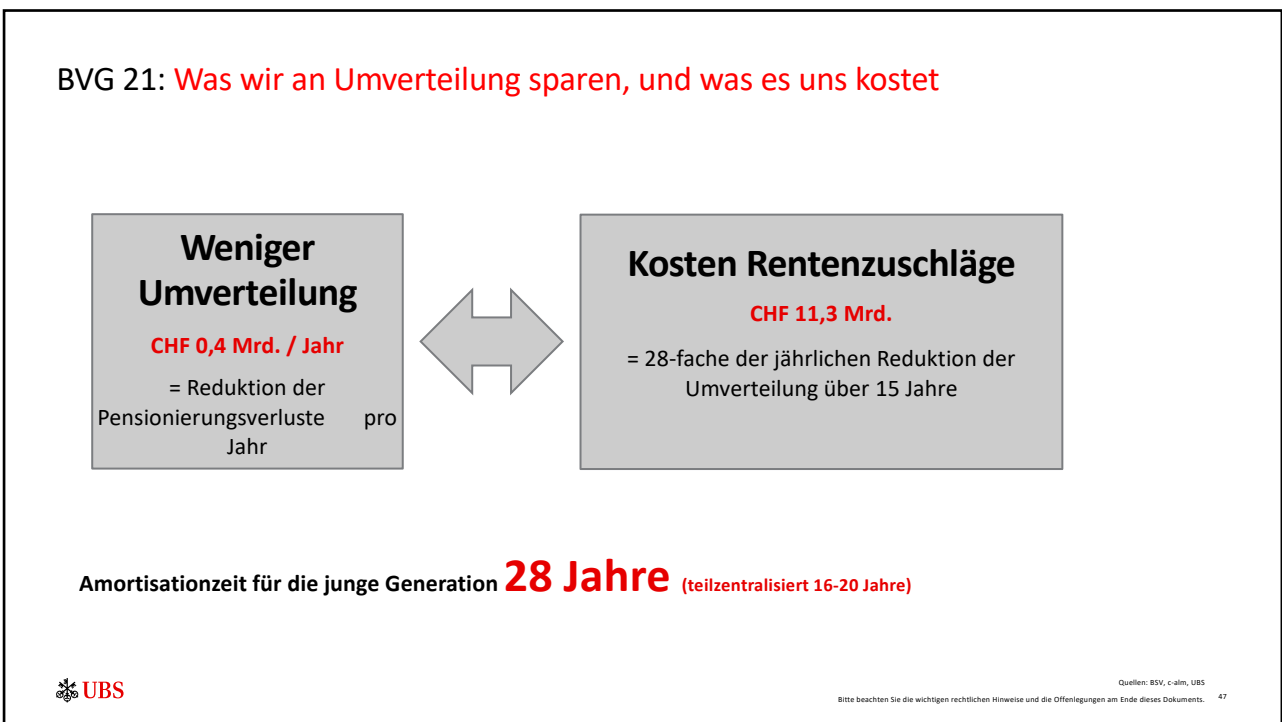 BVG 21: Was wir an Umverteilung sparen, und was es uns kostet
Weniger
Umverteilung
CHF 0,4 Mrd. / Jahr
= Reduktion der
Pensionierungsverluste pro
Jahr
Kosten Rentenzuschläge
CHF 11,3 Mrd.
= 28-fache der jährlichen Reduktion der
Umverteilung über 15 Jahre
Amortisationzeit für die junge Generation 28 Jahre (teilzentralisiert 16-20 Jahre)
UBS
Quellen: BSV, c-alm, UBS
Bitte beachten Sie die wichtigen rechtlichen Hinweise und die Offenlegungen am Ende dieses Dokuments. 47